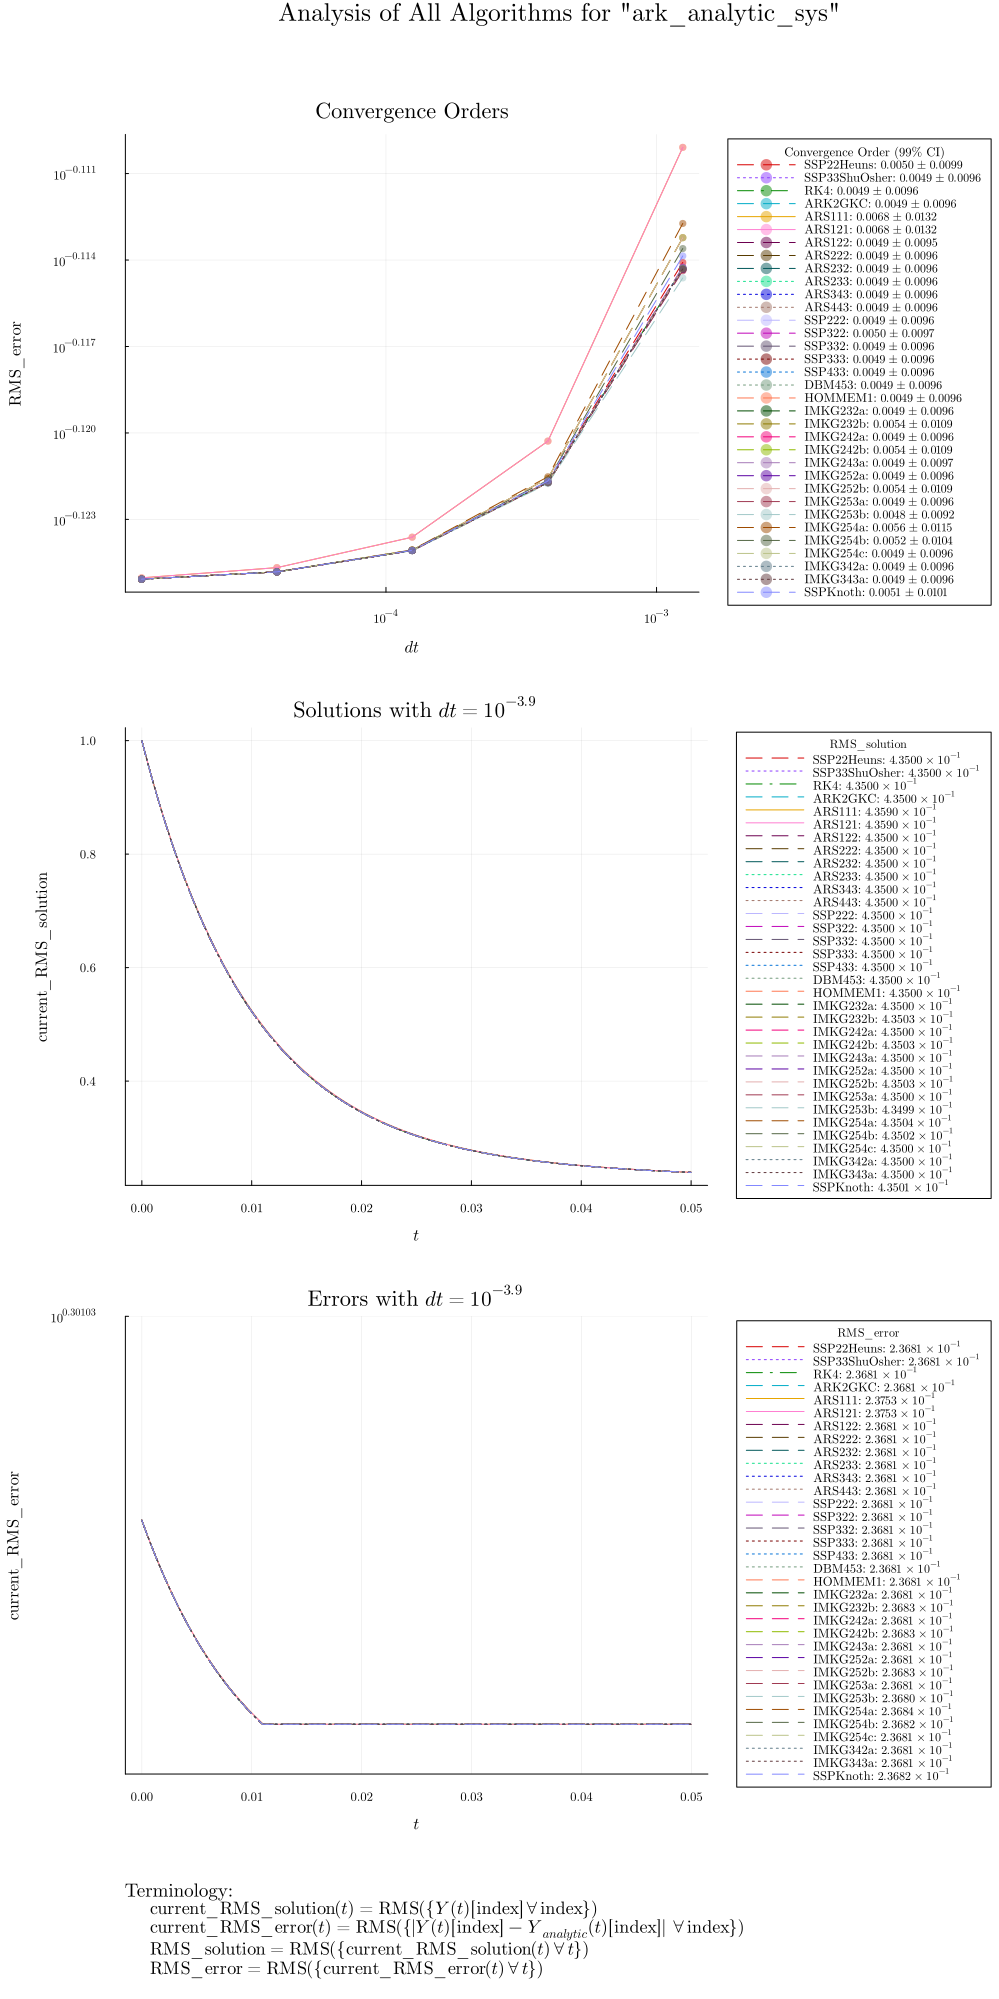 Analysis of All Algorithms for "ark_analytic_sys"
Convergence Orders
RMS_error
10^−0.111
10^−0.114
10^−0.117
10^−0.120
10^−0.123
10^−4
10^−3
dt
Convergence Order (99% CI)
SSP22Heuns: 0.0050 ± 0.0099
SSP33ShuOsher: 0.0049 ± 0.0096
RK4: 0.0049 ± 0.0096
ARK2GKC: 0.0049 ± 0.0096
ARS111: 0.0068 ± 0.0132
ARS121: 0.0068 ± 0.0132
ARS122: 0.0049 ± 0.0095
ARS222: 0.0049 ± 0.0096
ARS232: 0.0049 ± 0.0096
ARS233: 0.0049 ± 0.0096
ARS343: 0.0049 ± 0.0096
ARS443: 0.0049 ± 0.0096
SSP222: 0.0049 ± 0.0096
SSP322: 0.0050 ± 0.0097
SSP332: 0.0049 ± 0.0096
SSP333: 0.0049 ± 0.0096
SSP433: 0.0049 ± 0.0096
DBM453: 0.0049 ± 0.0096
HOMMEM1: 0.0049 ± 0.0096
IMKG232a: 0.0049 ± 0.0096
IMKG232b: 0.0054 ± 0.0109
IMKG242a: 0.0049 ± 0.0096
IMKG242b: 0.0054 ± 0.0109
IMKG243a: 0.0049 ± 0.0097
IMKG252a: 0.0049 ± 0.0096
IMKG252b: 0.0054 ± 0.0109
IMKG253a: 0.0049 ± 0.0096
IMKG253b: 0.0048 ± 0.0092
IMKG254a: 0.0056 ± 0.0115
IMKG254b: 0.0052 ± 0.0104
IMKG254c: 0.0049 ± 0.0096
IMKG342a: 0.0049 ± 0.0096
IMKG343a: 0.0049 ± 0.0096
SSPKnoth: 0.0051 ± 0.0101
Solutions with dt = 10^−3.9
current_RMS_solution
1.0
0.8
0.6
0.4
0.00
0.01
0.02
0.03
0.04
0.05
t
RMS_solution
SSP22Heuns: 4.3500 × 10^−1
SSP33ShuOsher: 4.3500 × 10^−1
RK4: 4.3500 × 10^−1
ARK2GKC: 4.3500 × 10^−1
ARS111: 4.3590 × 10^−1
ARS121: 4.3590 × 10^−1
ARS122: 4.3500 × 10^−1
ARS222: 4.3500 × 10^−1
ARS232: 4.3500 × 10^−1
ARS233: 4.3500 × 10^−1
ARS343: 4.3500 × 10^−1
ARS443: 4.3500 × 10^−1
SSP222: 4.3500 × 10^−1
SSP322: 4.3500 × 10^−1
SSP332: 4.3500 × 10^−1
SSP333: 4.3500 × 10^−1
SSP433: 4.3500 × 10^−1
DBM453: 4.3500 × 10^−1
HOMMEM1: 4.3500 × 10^−1
IMKG232a: 4.3500 × 10^−1
IMKG232b: 4.3503 × 10^−1
IMKG242a: 4.3500 × 10^−1
IMKG242b: 4.3503 × 10^−1
IMKG243a: 4.3500 × 10^−1
IMKG252a: 4.3500 × 10^−1
IMKG252b: 4.3503 × 10^−1
IMKG253a: 4.3500 × 10^−1
IMKG253b: 4.3499 × 10^−1
IMKG254a: 4.3504 × 10^−1
IMKG254b: 4.3502 × 10^−1
IMKG254c: 4.3500 × 10^−1
IMKG342a: 4.3500 × 10^−1
IMKG343a: 4.3500 × 10^−1
SSPKnoth: 4.3501 × 10^−1
Errors with dt = 10^−3.9
current_RMS_error
10^0.30103
0.00
0.01
0.02
0.03
0.04
0.05
t
RMS_error
SSP22Heuns: 2.3681 × 10^−1
SSP33ShuOsher: 2.3681 × 10^−1
RK4: 2.3681 × 10^−1
ARK2GKC: 2.3681 × 10^−1
ARS111: 2.3753 × 10^−1
ARS121: 2.3753 × 10^−1
ARS122: 2.3681 × 10^−1
ARS222: 2.3681 × 10^−1
ARS232: 2.3681 × 10^−1
ARS233: 2.3681 × 10^−1
ARS343: 2.3681 × 10^−1
ARS443: 2.3681 × 10^−1
SSP222: 2.3681 × 10^−1
SSP322: 2.3681 × 10^−1
SSP332: 2.3681 × 10^−1
SSP333: 2.3681 × 10^−1
SSP433: 2.3681 × 10^−1
DBM453: 2.3681 × 10^−1
HOMMEM1: 2.3681 × 10^−1
IMKG232a: 2.3681 × 10^−1
IMKG232b: 2.3683 × 10^−1
IMKG242a: 2.3681 × 10^−1
IMKG242b: 2.3683 × 10^−1
IMKG243a: 2.3681 × 10^−1
IMKG252a: 2.3681 × 10^−1
IMKG252b: 2.3683 × 10^−1
IMKG253a: 2.3681 × 10^−1
IMKG253b: 2.3680 × 10^−1
IMKG254a: 2.3684 × 10^−1
IMKG254b: 2.3682 × 10^−1
IMKG254c: 2.3681 × 10^−1
IMKG342a: 2.3681 × 10^−1
IMKG343a: 2.3681 × 10^−1
SSPKnoth: 2.3682 × 10^−1
Terminology:
current_RMS_solution(t) = RMS({Y(t)[index] ∀ index})
current_RMS_error(t) = RMS({|Y(t)[index] − Y_analytic(t)[index]| ∀ index})
RMS_solution = RMS({current_RMS_solution(t) ∀ t})
RMS_error = RMS({current_RMS_error(t) ∀ t})